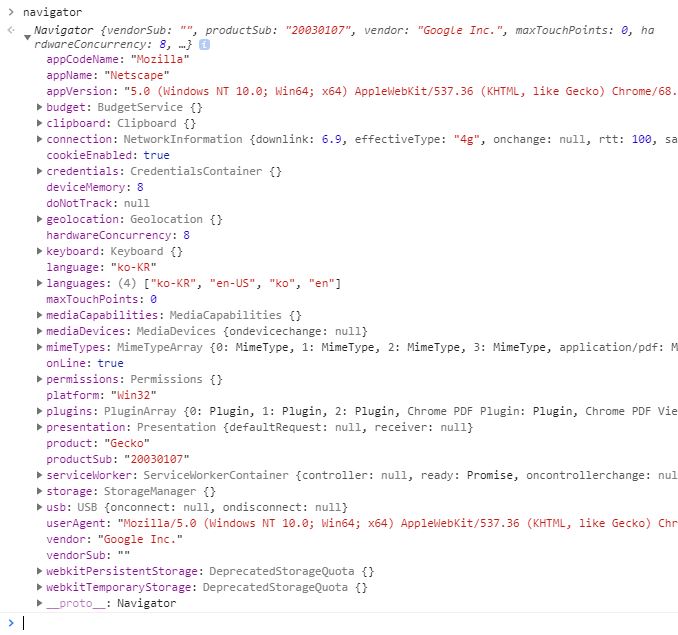 navigator
Navigator {vendorSub: "", productSub: "20030107", vendor: "Google Inc.", maxTouchPoints: 0, ha
rdwareConcurrency: 8, …} i
appCodeName: "Mozilla"
appName: "Netscape"
appVersion: "5.0 (Windows NT 10.0; Win64; x64) AppleWebKit/537.36 (KHTML, like Gecko) Chrome/68.
budget: BudgetService {}
clipboard: Clipboard {}
connection: NetworkInformation {downlink: 6.9, effectiveType: "4g", onchange: null, rtt: 100, sa
cookieEnabled: true
credentials: CredentialsContainer {}
deviceMemory: 8
doNotTrack: null
geolocation: Geolocation {}
hardwareConcurrency: 8
keyboard: Keyboard {}
language: "ko-KR"
languages: (4) ["ko-KR", "en-US", "ko", "en"]
maxTouchPoints: 0
mediaCapabilities: MediaCapabilities {}
mediaDevices: MediaDevices {ondevicechange: null}
mimeTypes: MimeTypeArray {0: MimeType, 1: MimeType, 2: MimeType, 3: MimeType, application/pdf: M
onLine: true
permissions: Permissions {}
platform: "Win32"
plugins: PluginArray {0: Plugin, 1: Plugin, 2: Plugin, Chrome PDF Plugin: Plugin, Chrome PDF Vie
presentation: Presentation {defaultRequest: null, receiver: null}
product: "Gecko"
productSub: "20030107"
serviceWorker: ServiceWorkerContainer {controller: null, ready: Promise, oncontrollerchange: nul
storage: StorageManager {}
usb: USB {onconnect: null, ondisconnect: null}
userAgent: "Mozilla/5.0 (Windows NT 10.0; Win64; x64) AppleWebKit/537.36 (KHTML, like Gecko) Chr
vendor: "Google Inc."
vendorSub: ""
webkitPersistentStorage: DeprecatedStorageQuota {}
webkitTemporaryStorage: DeprecatedStorageQuota {}
__proto__: Navigator